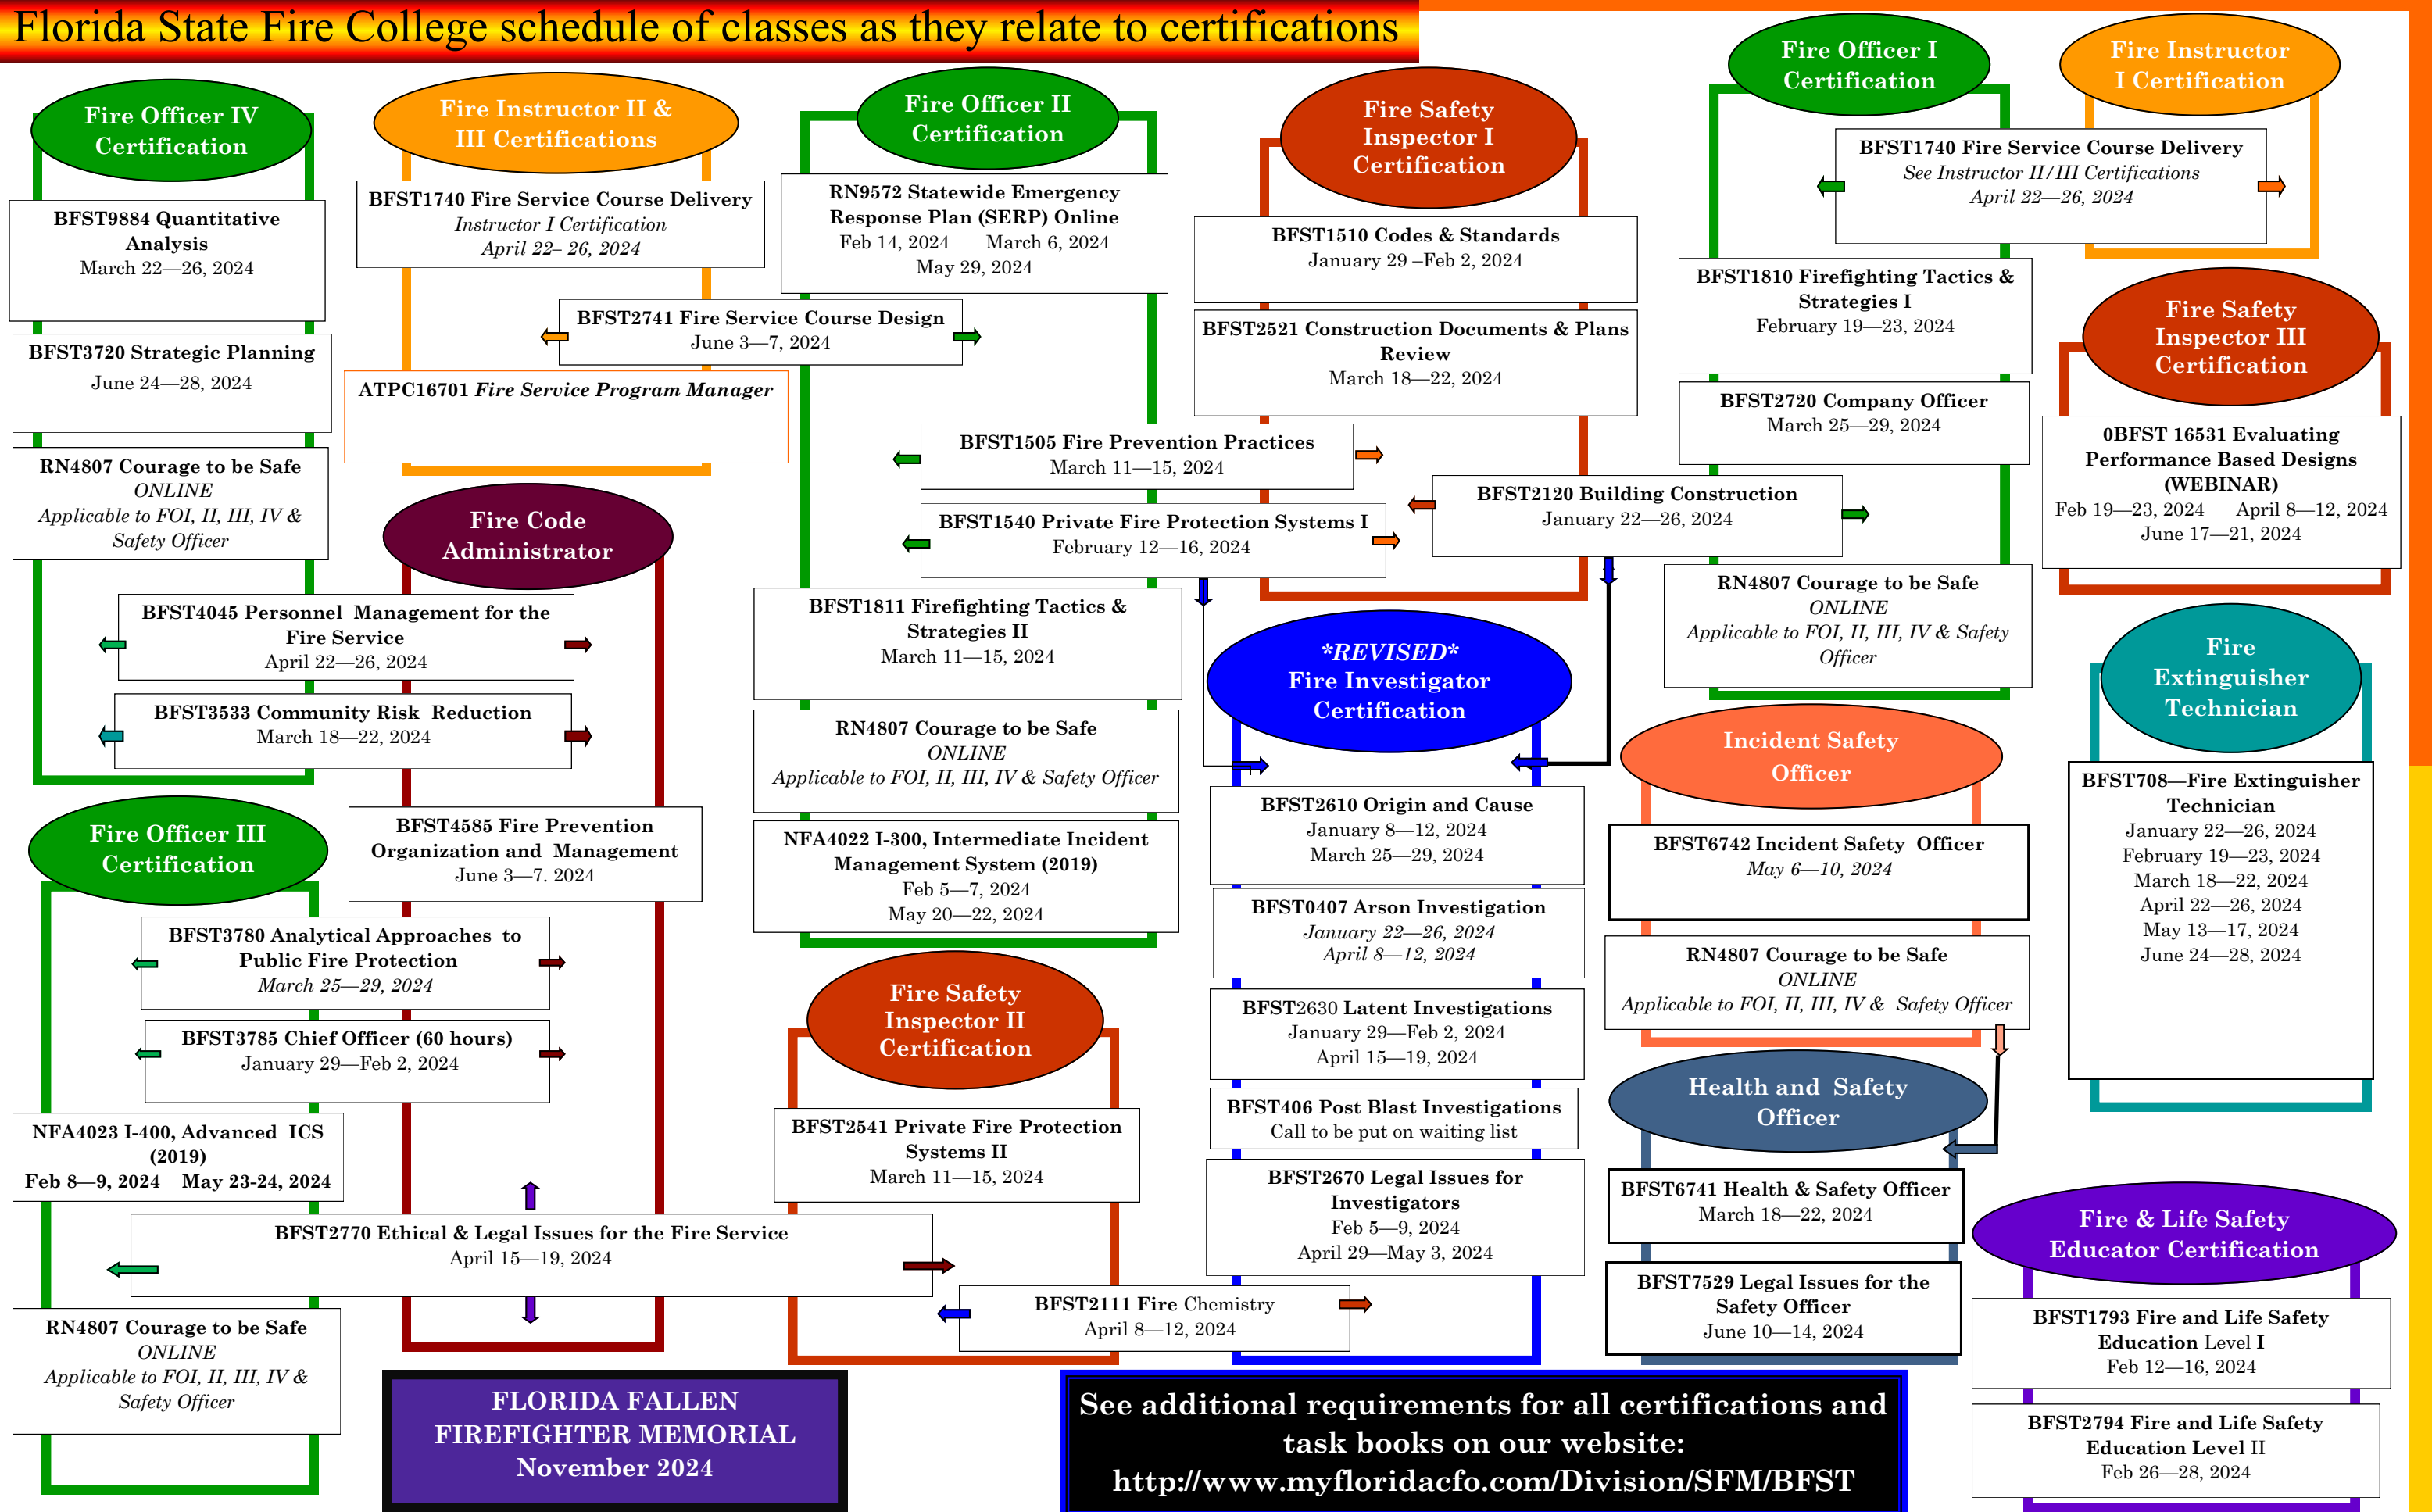 Florida State Fire College schedule of classes as they relate to certifications
Fire Officer IV
Certification
BFST9884 Quantitative
Analysis
March 22—26, 2024
BFST3720 Strategic Planning
June 24—28, 2024
RN4807 Courage to be Safe
ONLINE
Applicable to FOI, II, III, IV &
Safety Officer
BFST4045 Personnel  Management for the
Fire Service
April 22—26, 2024
BFST3533 Community Risk  Reduction
March 18—22, 2024
Fire Officer III
Certification
BFST3780 Analytical Approaches  to
Public Fire Protection
March 25—29, 2024
BFST3785 Chief Officer (60 hours)
January 29—Feb 2, 2024
NFA4023 I-400, Advanced  ICS
(2019)
Feb 8—9, 2024    May 23-24, 2024
BFST2770 Ethical & Legal Issues for the Fire Service
April 15—19, 2024
RN4807 Courage to be Safe
ONLINE
Applicable to FOI, II, III, IV &
Safety Officer
Fire Instructor II &
III Certifications
BFST1740 Fire Service Course Delivery
Instructor I Certification
April 22– 26, 2024
BFST2741 Fire Service Course Design
June 3—7, 2024
ATPC16701 Fire Service Program Manager
Fire Code
Administrator
BFST4585 Fire Prevention
Organization and  Management
June 3—7. 2024
FLORIDA FALLEN
FIREFIGHTER MEMORIAL
November 2024
Fire Officer II
Certification
RN9572 Statewide Emergency
Response Plan (SERP) Online
Feb 14, 2024      March 6, 2024
May 29, 2024
BFST1505 Fire Prevention Practices
March 11—15, 2024
BFST1540 Private Fire Protection Systems I
February 12—16, 2024
BFST1811 Firefighting Tactics &
Strategies II
March 11—15, 2024
RN4807 Courage to be Safe
ONLINE
Applicable to FOI, II, III, IV & Safety Officer
NFA4022 I-300, Intermediate Incident
Management System (2019)
Feb 5—7, 2024
May 20—22, 2024
Fire Safety
Inspector II
Certification
BFST2541 Private Fire Protection
Systems II
March 11—15, 2024
BFST2111 Fire Chemistry
April 8—12, 2024
Fire Safety
Inspector I
Certification
BFST1510 Codes & Standards
January 29 –Feb 2, 2024
BFST2521 Construction Documents & Plans
Review
March 18—22, 2024
BFST2120 Building Construction
January 22—26, 2024
*REVISED*
Fire Investigator
Certification
BFST2610 Origin and Cause
January 8—12, 2024
March 25—29, 2024
BFST0407 Arson Investigation
January 22—26, 2024
April 8—12, 2024
BFST2630 Latent Investigations
January 29—Feb 2, 2024
April 15—19, 2024
BFST406 Post Blast Investigations
Call to be put on waiting list
BFST2670 Legal Issues for
Investigators
Feb 5—9, 2024
April 29—May 3, 2024
See additional requirements for all certifications and
task books on our website:
http://www.myfloridacfo.com/Division/SFM/BFST
Fire Officer I
Certification
Fire Instructor
I Certification
BFST1740 Fire Service Course Delivery
See Instructor II/III Certifications
April 22—26, 2024
BFST1810 Firefighting Tactics &
Strategies I
February 19—23, 2024
BFST2720 Company Officer
March 25—29, 2024
RN4807 Courage to be Safe
ONLINE
Applicable to FOI, II, III, IV & Safety
Officer
Incident Safety
Officer
BFST6742 Incident Safety  Officer
May 6—10, 2024
RN4807 Courage to be Safe
ONLINE
Applicable to FOI, II, III, IV &  Safety Officer
Health and  Safety
Officer
BFST6741 Health & Safety Officer
March 18—22, 2024
BFST7529 Legal Issues for the
Safety Officer
June 10—14, 2024
Fire Safety
Inspector III
Certification
0BFST 16531 Evaluating
Performance Based Designs
(WEBINAR)
Feb 19—23, 2024     April 8—12, 2024
June 17—21, 2024
Fire
Extinguisher
Technician
BFST708—Fire Extinguisher
Technician
January 22—26, 2024
February 19—23, 2024
March 18—22, 2024
April 22—26, 2024
May 13—17, 2024
June 24—28, 2024
Fire & Life Safety
Educator Certification
BFST1793 Fire and Life Safety
Education Level I
Feb 12—16, 2024
BFST2794 Fire and Life Safety
Education Level II
Feb 26—28, 2024